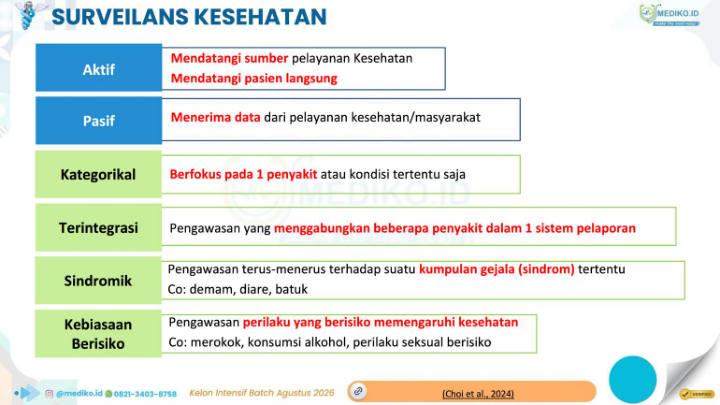 SURVEILANS KESEHATAN
MEDIKO.ID
Aktif
Mendatangi sumber pelayanan Kesehatan
Mendatangi pasien langsung
Pasif
Menerima data dari pelayanan kesehatan/masyarakat
Kategorikal
Berfokus pada 1 penyakit atau kondisi tertentu saja
MEDIKO.ID
Terintegrasi
Pengawasan yang menggabungkan beberapa penyakit dalam 1 sistem pelaporan
Sindromik
Pengawasan terus-menerus terhadap suatu kumpulan gejala (sindrom) tertentu
Co: demam, diare, batuk
Kebiasaan
Berisiko
Pengawasan perilaku yang berisiko memengaruhi kesehatan
Co: merokok, konsumsi alkohol, perilaku seksual berisiko
@mediko.id 0821-3403-8758
Kelon Intensif Batch Agustus 2026
(Choi et al., 2024)
VERIFIED